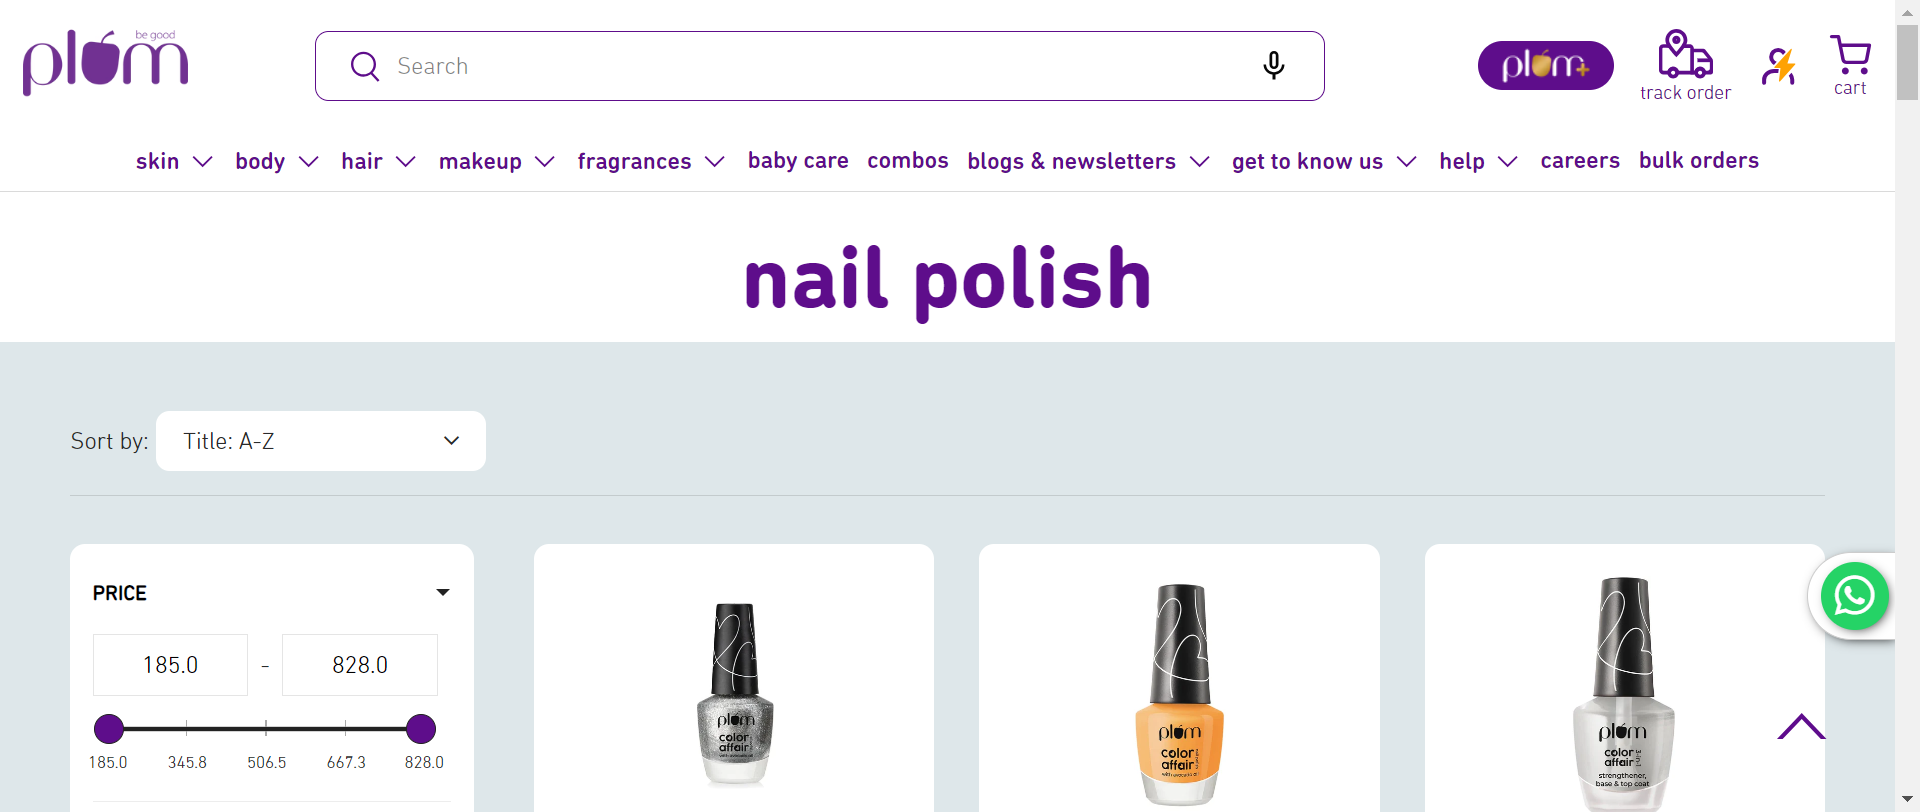 be good
plum
Search
plum+
track order
cart
skin
body
hair
makeup
fragrances
baby care
combos
blogs & newsletters
get to know us
help
careers
bulk orders
nail polish
Sort by: Title: A-Z
PRICE
185.0 - 828.0
185.0 345.8 506.5 667.3 828.0
plum
color
affair
plum
color
affair
with avocado oil
plum
color
affair
strengthener,
base & top coat